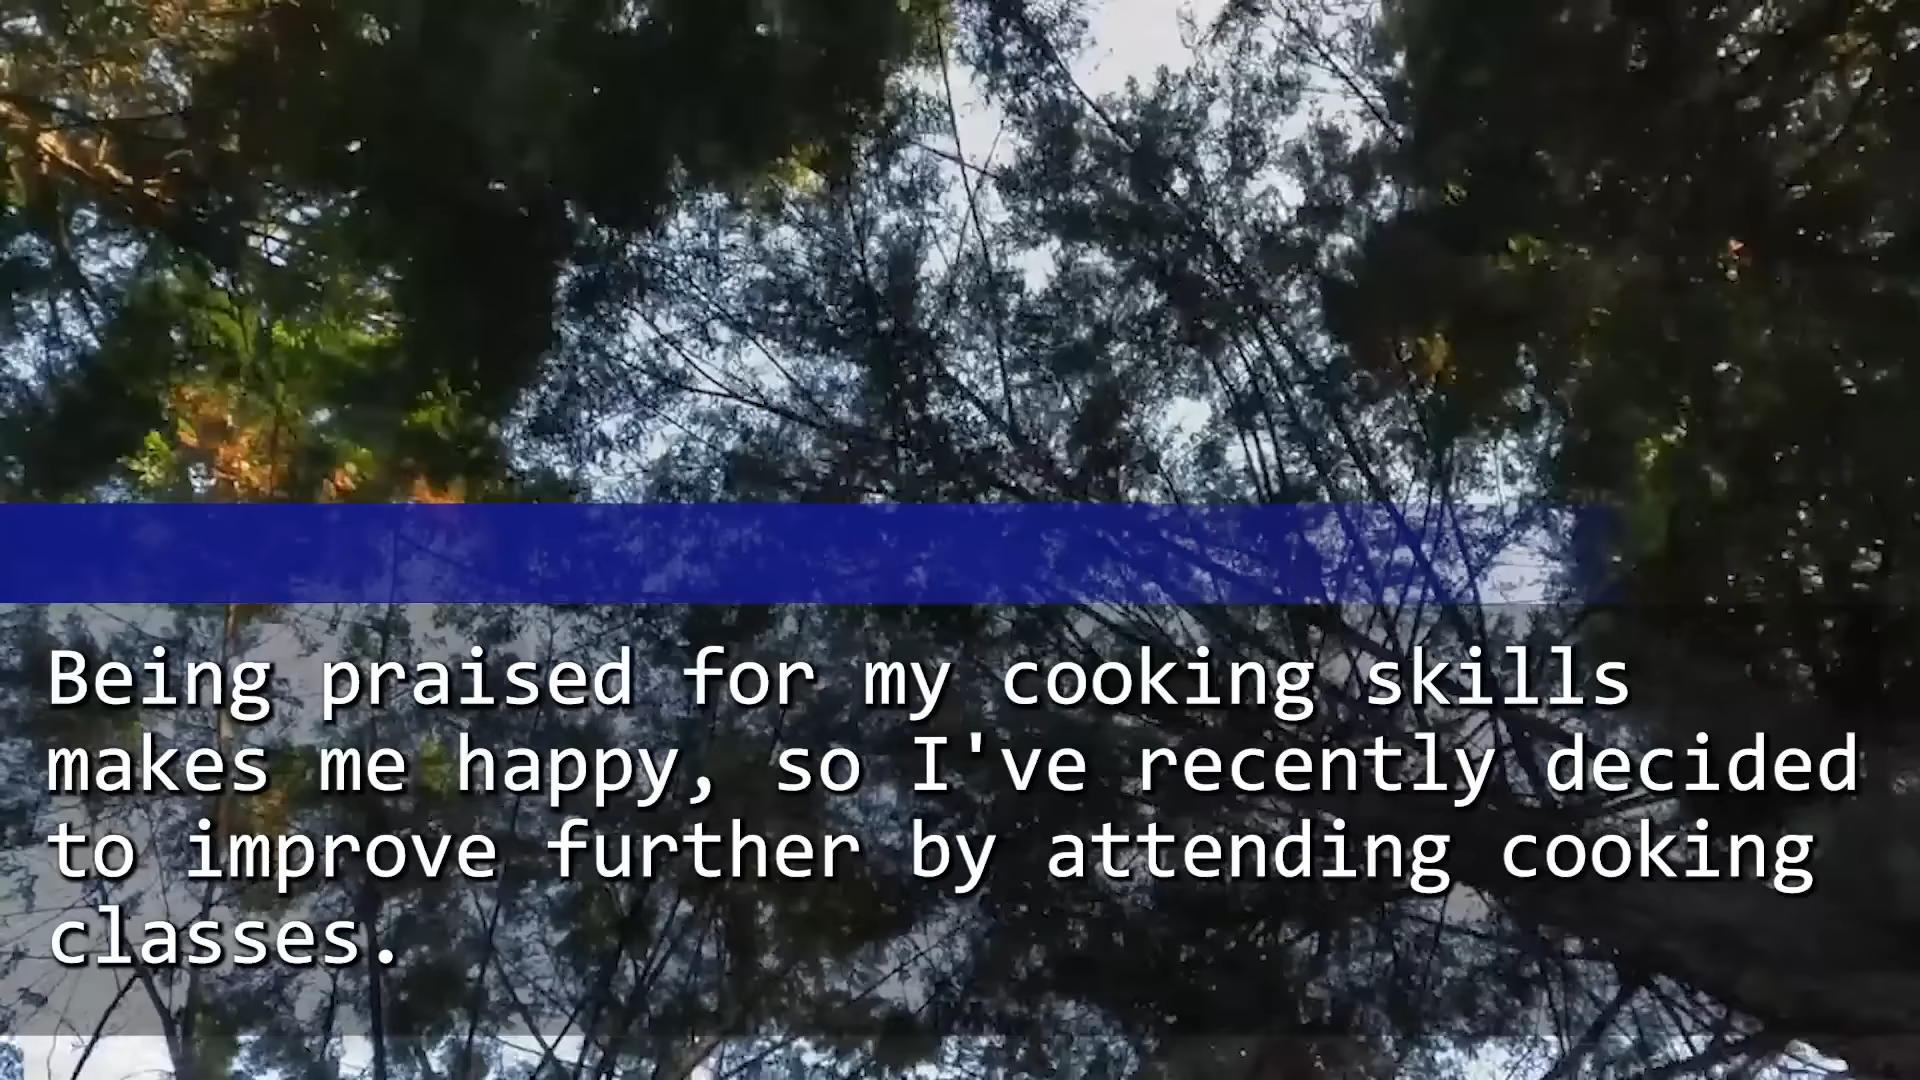 Being praised for my cooking skills
makes me happy, so I've recently decided
to improve further by attending cooking
classes.